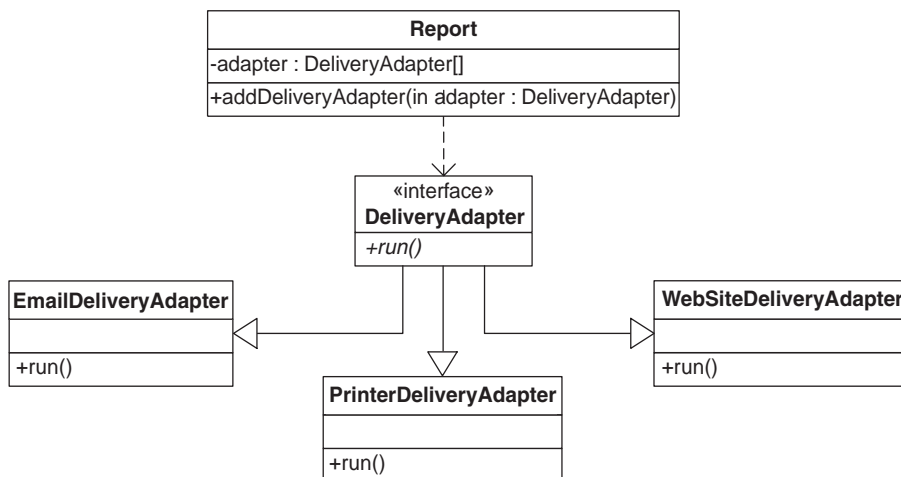 Report
-adapter : DeliveryAdapter[]
+addDeliveryAdapter(in adapter : DeliveryAdapter)
«interface»
DeliveryAdapter
+run()
EmailDeliveryAdapter
+run()
WebSiteDeliveryAdapter
+run()
PrinterDeliveryAdapter
+run()